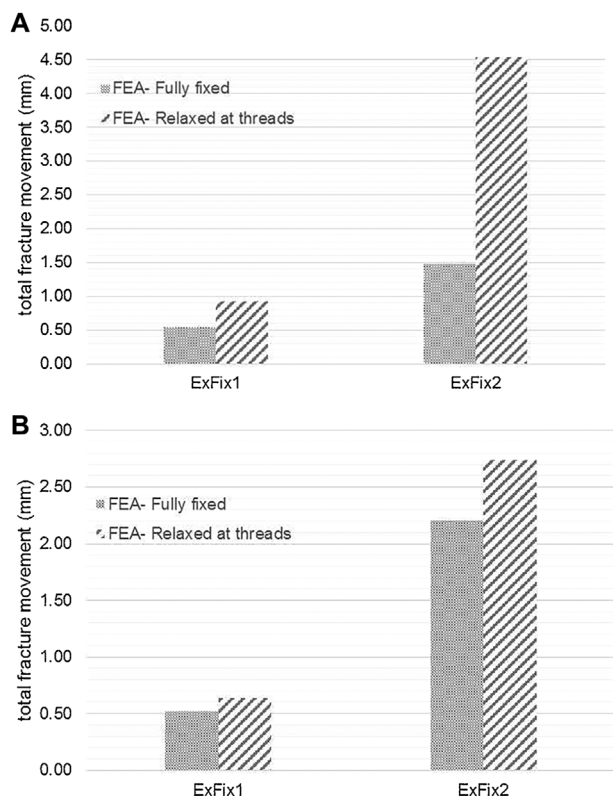 A
total fracture movement (mm)
5.00
4.50
4.00
3.50
3.00
2.50
2.00
1.50
1.00
0.50
0.00
FEA- Fully fixed
FEA- Relaxed at threads
ExFix1
ExFix2
B
total fracture movement (mm)
3.00
2.50
2.00
1.50
1.00
0.50
0.00
FEA- Fully fixed
FEA- Relaxed at threads
ExFix1
ExFix2